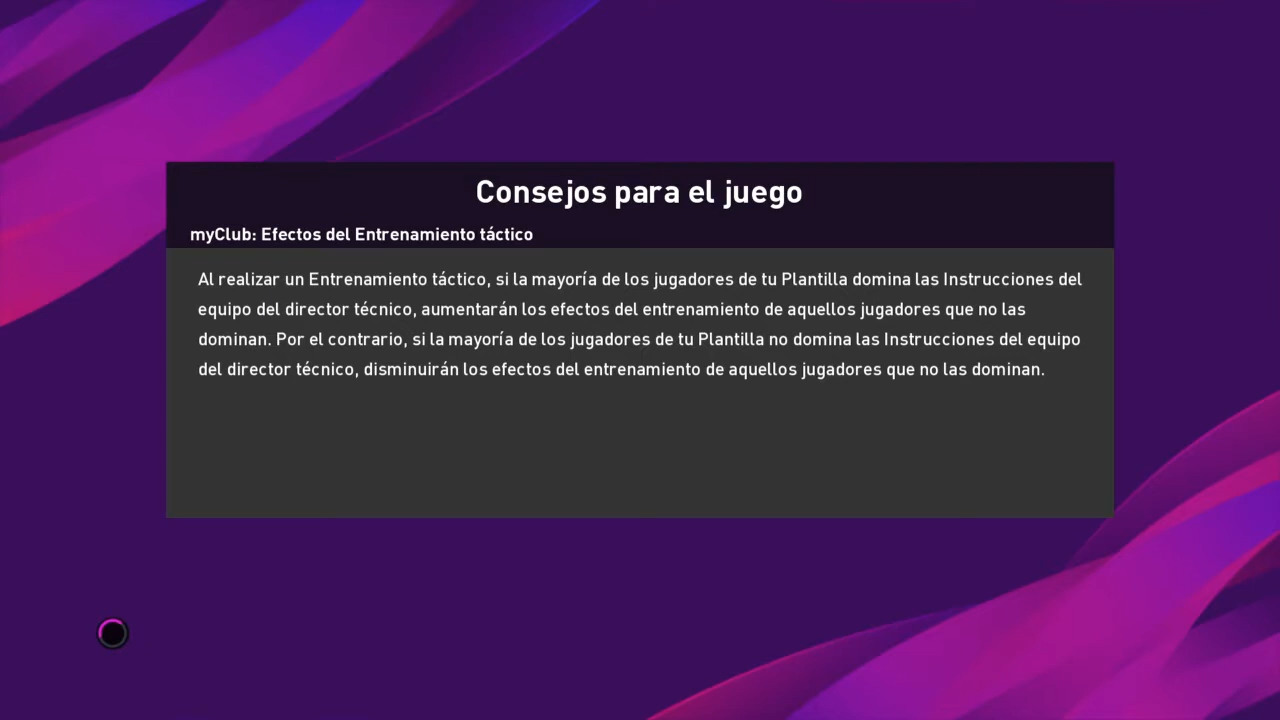 Consejos para el juego
myClub: Efectos del Entrenamiento táctico
Al realizar un Entrenamiento táctico, si la mayoría de los jugadores de tu Plantilla domina las Instrucciones del
equipo del director técnico, aumentarán los efectos del entrenamiento de aquellos jugadores que no las
dominan. Por el contrario, si la mayoría de los jugadores de tu Plantilla no domina las Instrucciones del equipo
del director técnico, disminuirán los efectos del entrenamiento de aquellos jugadores que no las dominan.